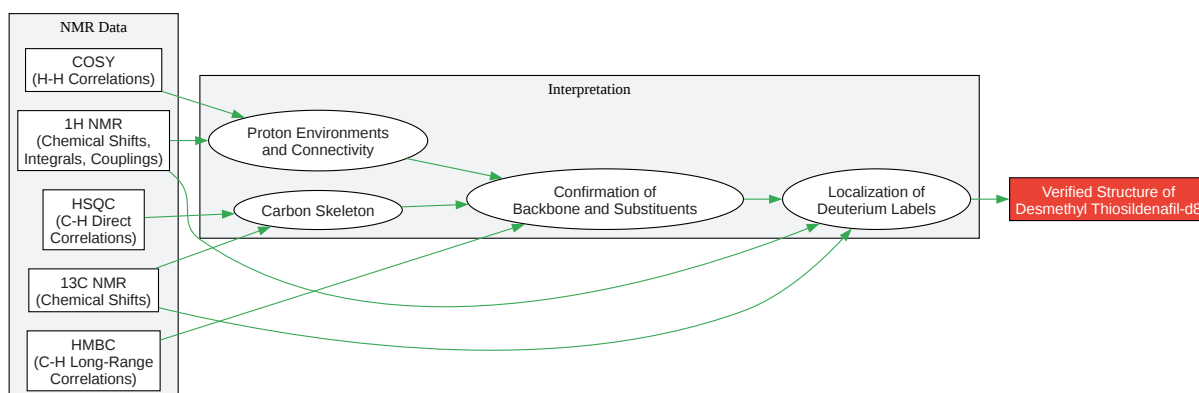 NMR Data
COSY
(H-H Correlations)
1H NMR
(Chemical Shifts,
Integrals, Couplings)
HSQC
(C-H Direct
Correlations)
13C NMR
(Chemical Shifts)
HMBC
(C-H Long-Range
Correlations)
Interpretation
Proton Environments
and Connectivity
Carbon Skeleton
Confirmation of
Backbone and Substituents
Localization of
Deuterium Labels
Verified Structure of
Desmethyl Thiosildenafil-d8